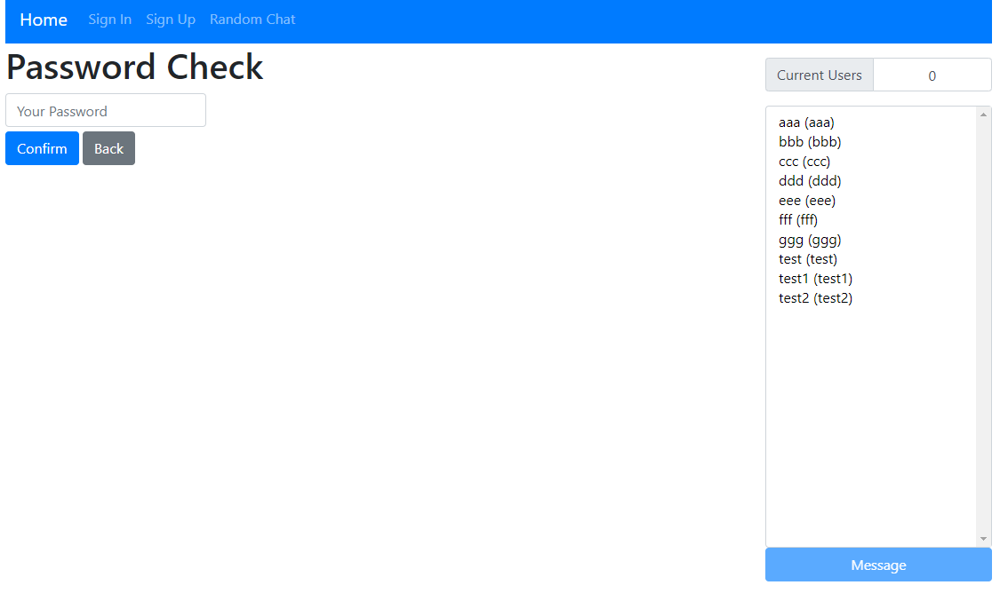 Home Sign In Sign Up Random Chat
Password Check
Your Password
Confirm Back
Current Users 0
aaa (aaa)
bbb (bbb)
ccc (ccc)
ddd (ddd)
eee (eee)
fff (fff)
ggg (ggg)
test (test)
test1 (test1)
test2 (test2)
Message